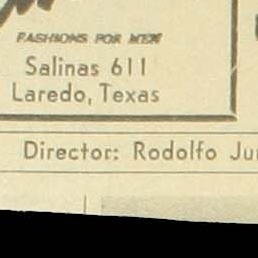 FASHIONS FOR MEN
Salinas 611
Laredo, Texas
Director: Rodolfo